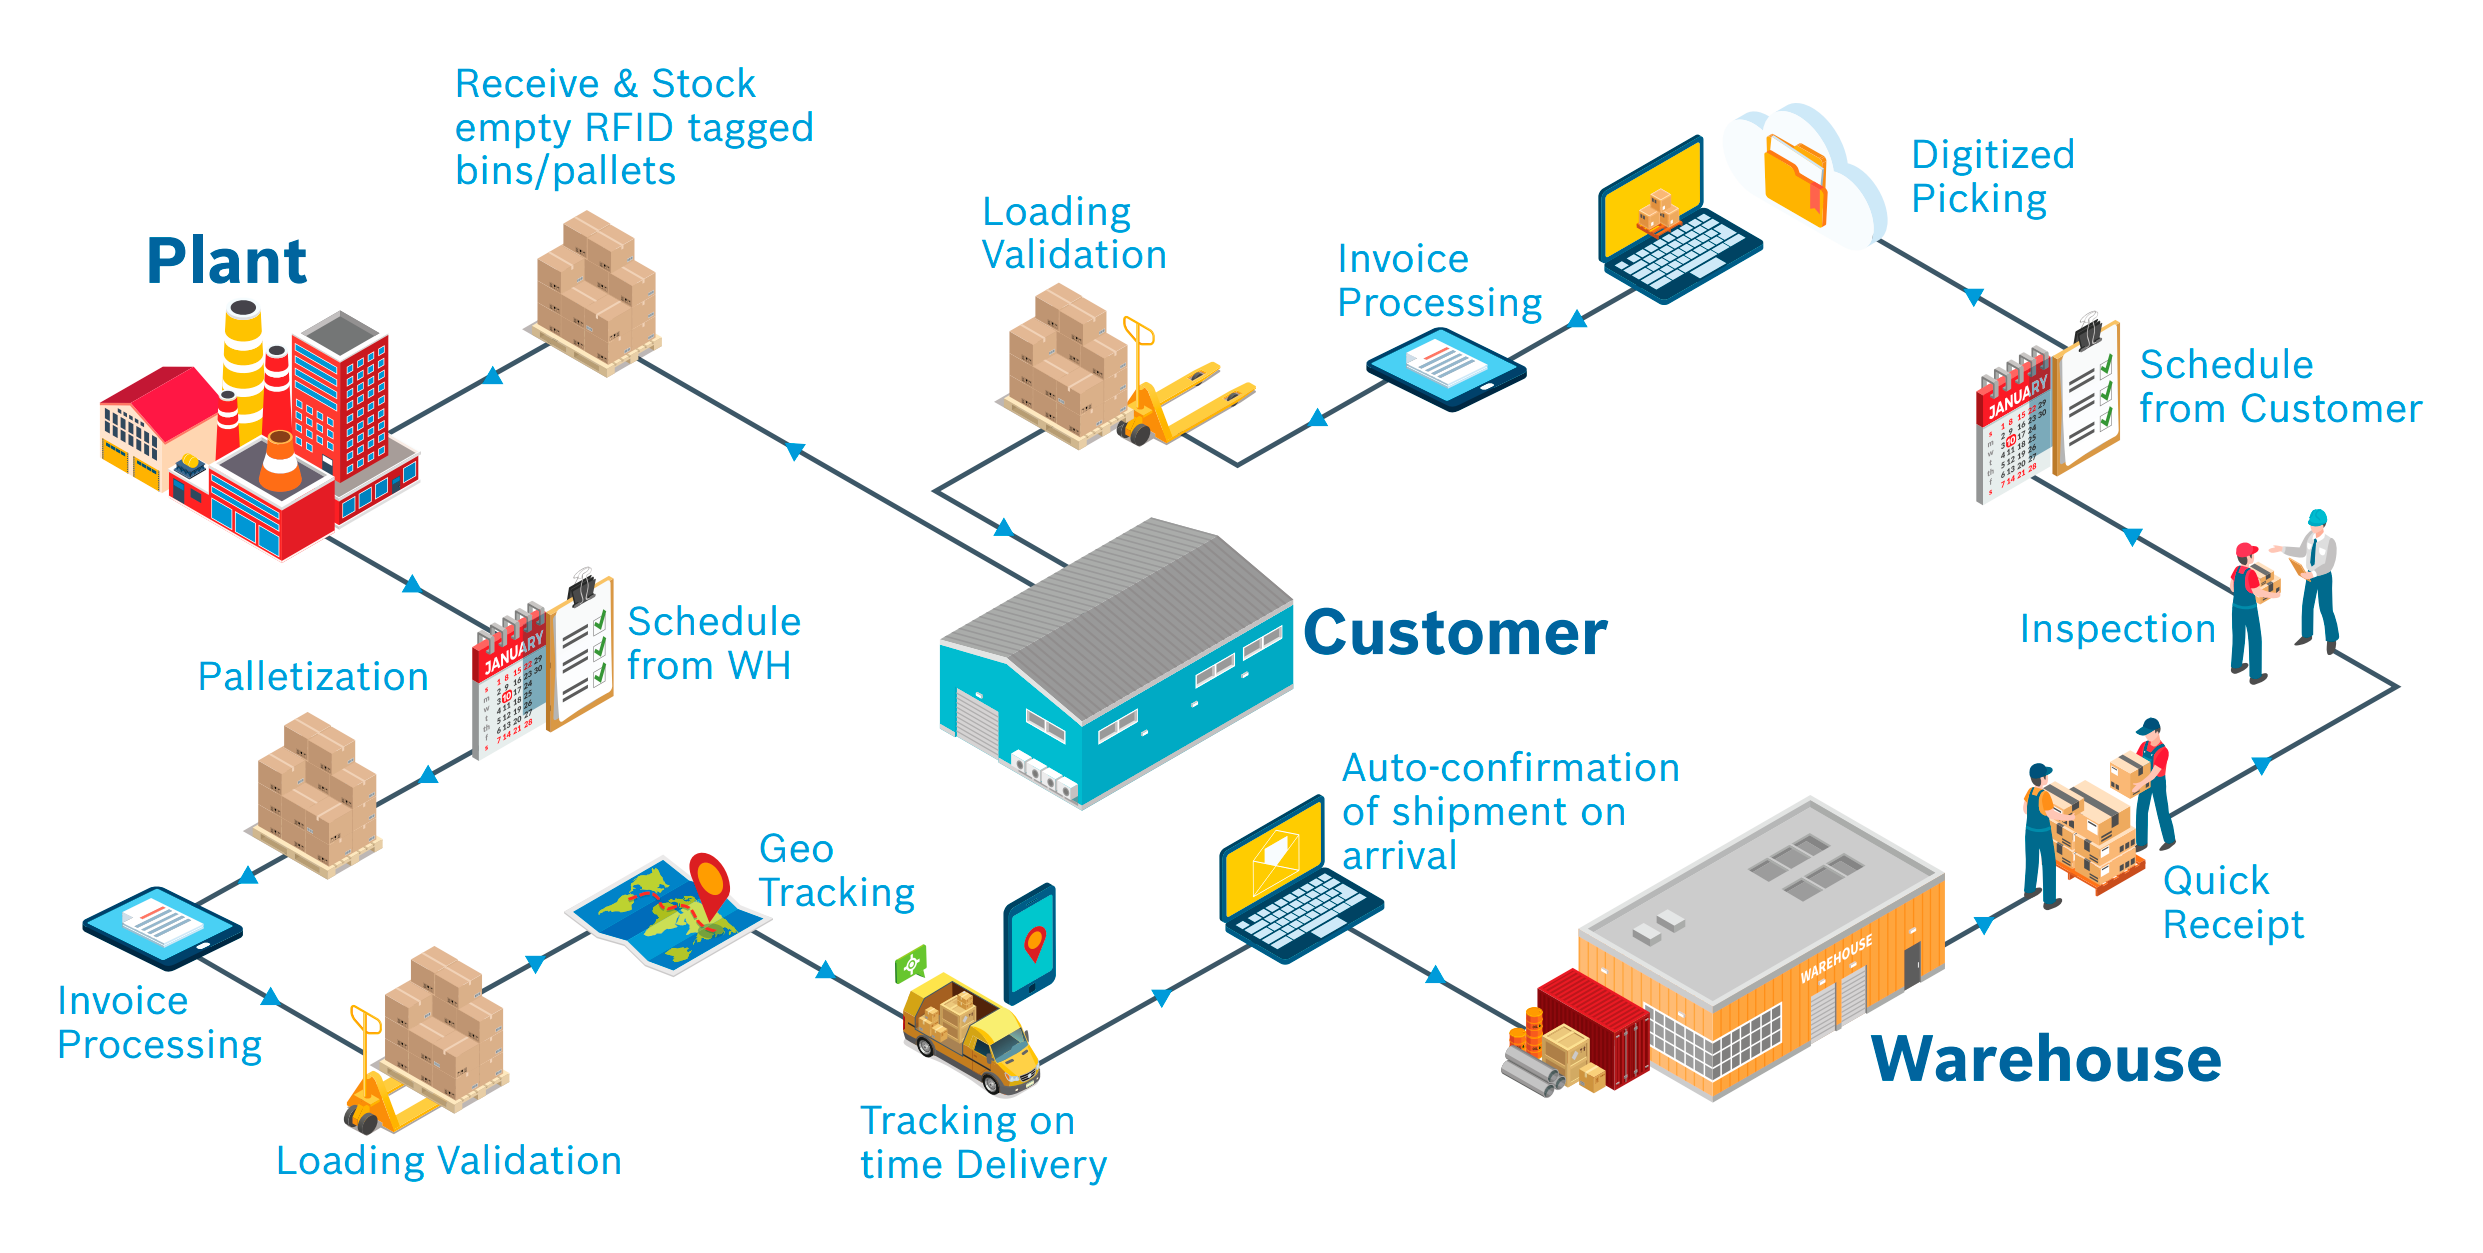 Receive & Stock
empty RFID tagged
bins/pallets
Plant
Loading
Validation
Invoice
Processing
Digitized
Picking
Schedule
from Customer
JANUARY
Inspection
Customer
Schedule
from WH
JANUARY
Palletization
Auto-confirmation
of shipment on
arrival
Geo
Tracking
Quick
Receipt
WAREHOUSE
Warehouse
Invoice
Processing
Loading Validation
Tracking on
time Delivery